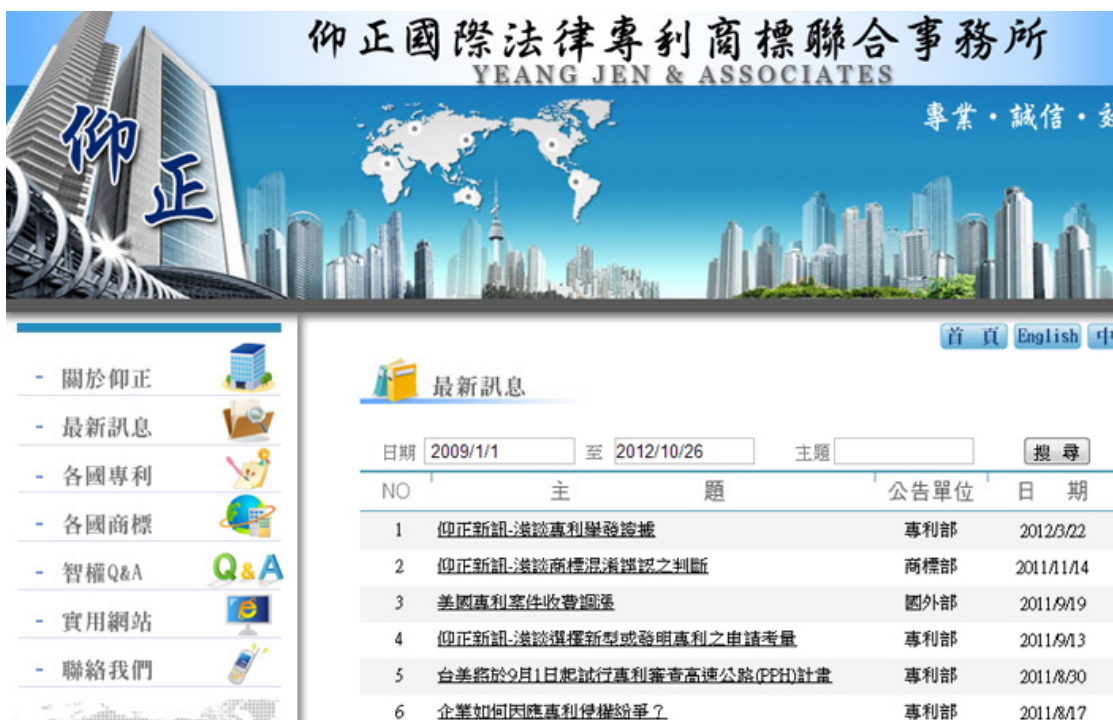 仰正國際法律專利商標聯合事務所
YEANG JEN & ASSOCIATES
專業・誠信・
仰正
首 頁 English
- 關於仰正
- 最新訊息
- 各國專利
- 各國商標
- 智權Q&A Q&A
- 實用網站
- 聯絡我們
最新訊息
日期 2009/1/1 至 2012/10/26 主題 搜 尋
NO 主 題 公告單位 日 期
1 仰正新訊-淺談專利舉發證據 專利部 2012/3/22
2 仰正新訊-淺談商標混淆誤認之判斷 商標部 2011/11/14
3 美國專利案件收費調漲 國外部 2011/9/19
4 仰正新訊-淺談選擇新型或發明專利之申請考量 專利部 2011/9/13
5 台美將於9月1日起試行專利審查高速公路(PPH)計畫 專利部 2011/8/30
6 企業如何因應專利侵權紛爭？ 專利部 2011/8/17